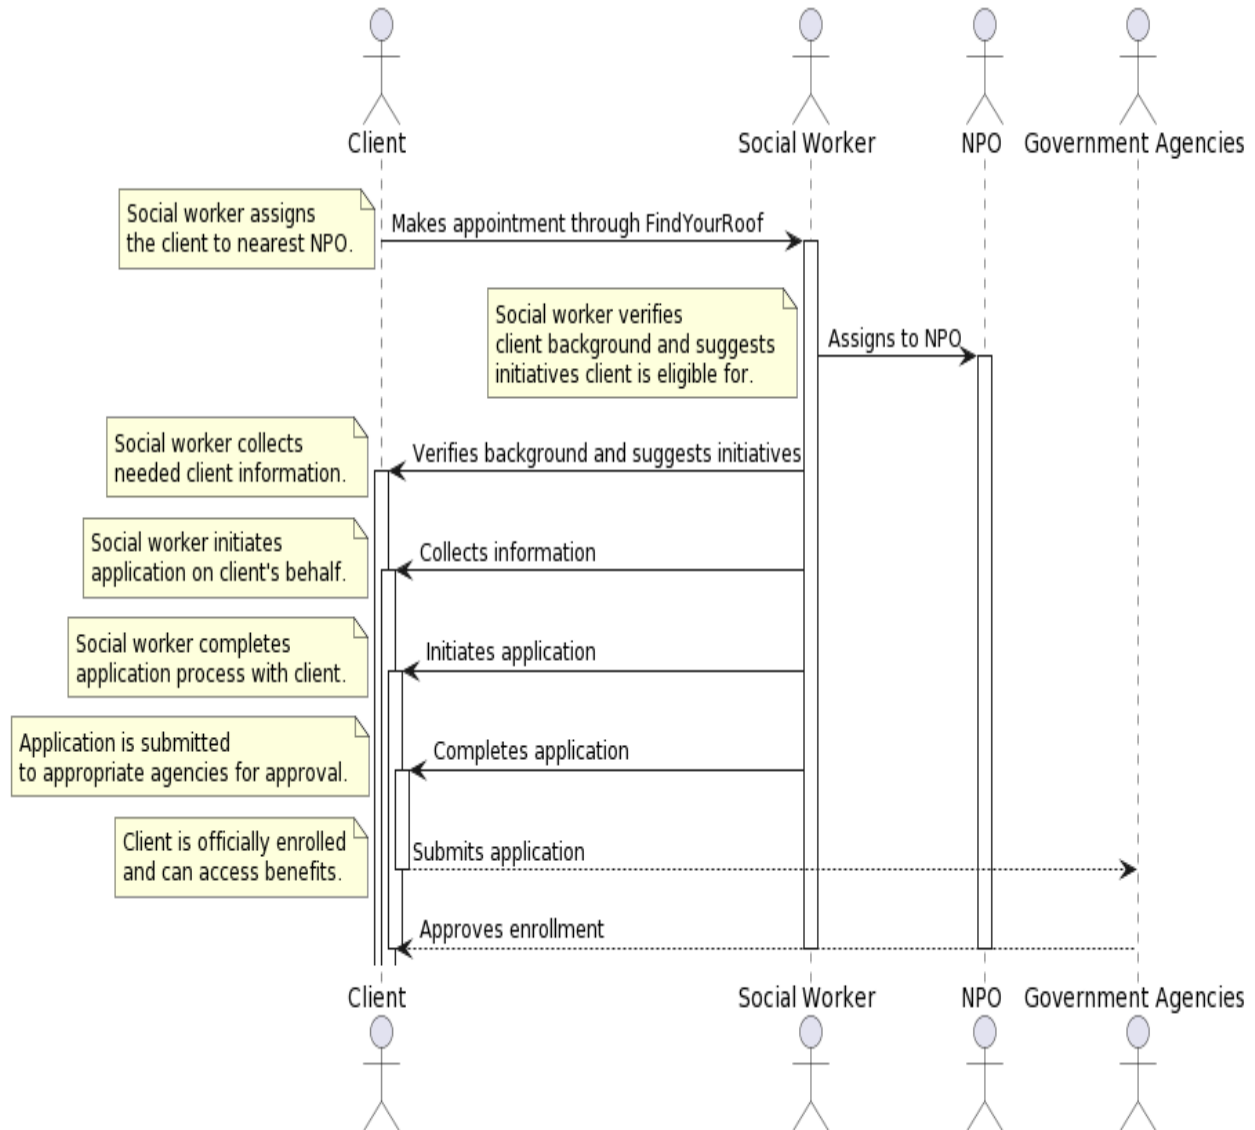 Client
Social Worker
NPO
Government Agencies
Social worker assigns
the client to nearest NPO.
Makes appointment through FindYourRoof
Social worker verifies
client background and suggests
initiatives client is eligible for.
Assigns to NPO
Social worker collects
needed client information.
Verifies background and suggests initiatives
Social worker initiates
application on client's behalf.
Collects information
Social worker completes
application process with client.
Initiates application
Application is submitted
to appropriate agencies for approval.
Completes application
Client is officially enrolled
and can access benefits.
Submits application
Approves enrollment
Client
Social Worker
NPO
Government Agencies